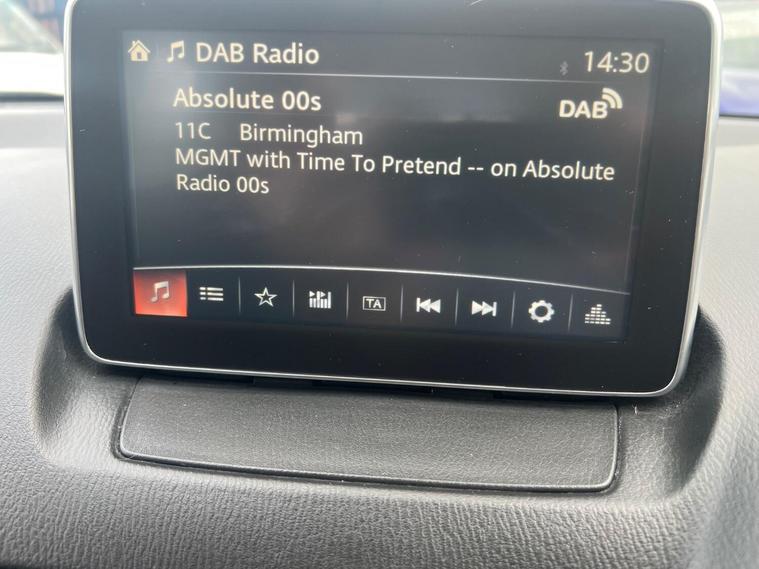 DAB Radio
14:30
Absolute 00s
DAB
11C Birmingham
MGMT with Time To Pretend -- on Absolute
Radio 00s
TA